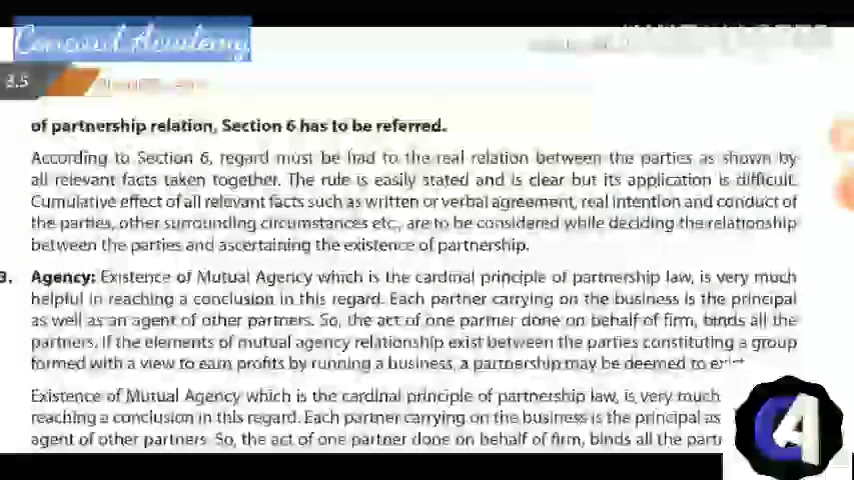 Concord Academy
3.5
of partnership relation, Section 6 has to be referred.
According to Section 6, regard must be had to the real relation between the parties as shown by
all relevant facts taken together. The rule is easily stated and is clear but its application is difficult.
Cumulative effect of all relevant facts such as written or verbal agreement, real intention and conduct of
the parties, other surrounding circumstances etc., are to be considered while deciding the relationship
between the parties and ascertaining the existence of partnership.
3. Agency: Existence of Mutual Agency which is the cardinal principle of partnership law, is very much
helpful in reaching a conclusion in this regard. Each partner carrying on the business is the principal
as well as an agent of other partners. So, the act of one partner done on behalf of firm, binds all the
partners. If the elements of mutual agency relationship exist between the parties constituting a group
formed with a view to earn profits by running a business, a partnership may be deemed to exist
Existence of Mutual Agency which is the cardinal principle of partnership law, is very much
reaching a conclusion in this regard. Each partner carrying on the business is the principal as
agent of other partners. So, the act of one partner done on behalf of firm, binds all the partr
CA